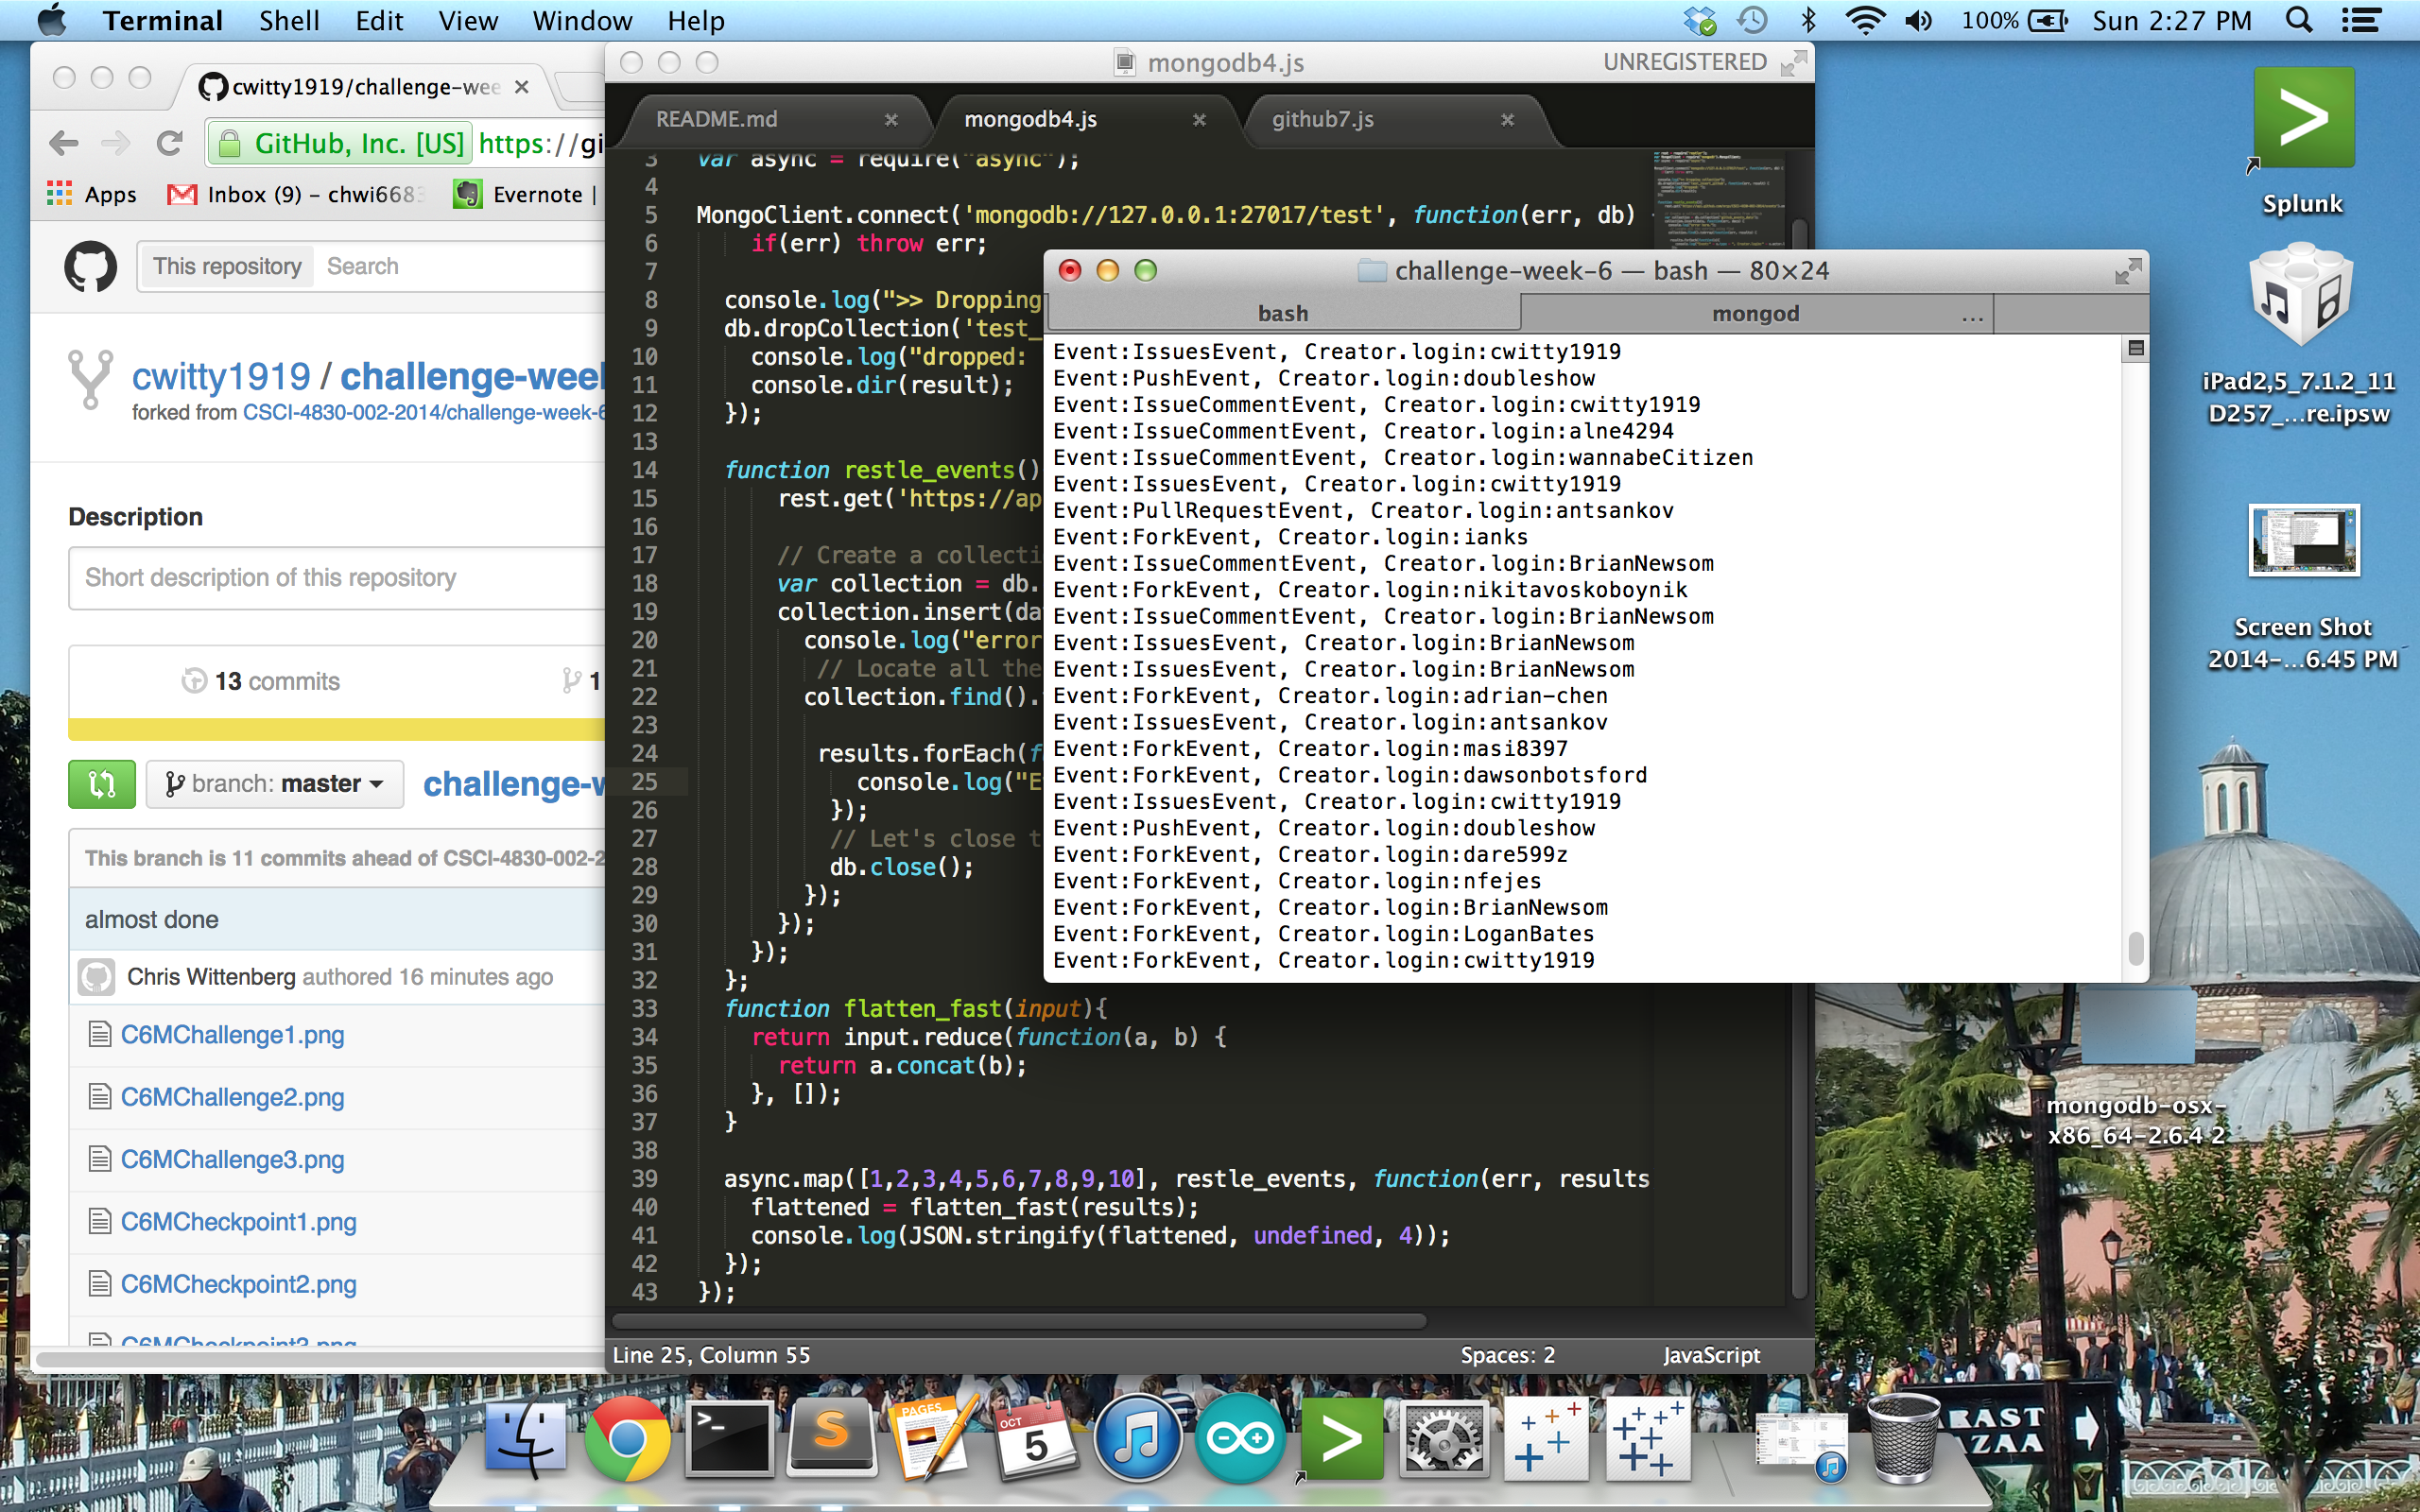 Terminal Shell Edit View Window Help 100% Sun 2:27 PM
cwitty1919/challenge-wee
GitHub, Inc. [US] https://gi
Apps Inbox (9) – chwi6683 Evernote |
This repository Search
cwitty1919 / challenge-week
forked from CSCI-4830-002-2014/challenge-week-6
Description
Short description of this repository
13 commits 1
branch: master challenge-w
This branch is 11 commits ahead of CSCI-4830-002-2
almost done
Chris Wittenberg authored 16 minutes ago
C6MChallenge1.png
C6MChallenge2.png
C6MChallenge3.png
C6MCheckpoint1.png
C6MCheckpoint2.png
C6MCheckpoint3.png
mongodb4.js UNREGISTERED
README.md mongodb4.js github7.js
3 var async = require("async");
4
5 MongoClient.connect('mongodb://127.0.0.1:27017/test', function(err, db)
6 if(err) throw err;
7
8 console.log(">> Dropping
9 db.dropCollection('test_
10 console.log("dropped:
11 console.dir(result);
12 });
13
14 function restle_events()
15 rest.get('https://ap
16
17 // Create a collecti
18 var collection = db.
19 collection.insert(da
20 console.log("error
21 // Locate all the
22 collection.find().
23
24 results.forEach(f
25 console.log("E
26 });
27 // Let's close t
28 db.close();
29 });
30 });
31 });
32 };
33 function flatten_fast(input){
34 return input.reduce(function(a, b) {
35 return a.concat(b);
36 }, []);
37 }
38
39 async.map([1,2,3,4,5,6,7,8,9,10], restle_events, function(err, results
40 flattened = flatten_fast(results);
41 console.log(JSON.stringify(flattened, undefined, 4));
42 });
43 });
Line 25, Column 55 Spaces: 2 JavaScript
challenge-week-6 — bash — 80×24
bash mongod ...
Event:IssuesEvent, Creator.login:cwitty1919
Event:PushEvent, Creator.login:doubleshow
Event:IssueCommentEvent, Creator.login:cwitty1919
Event:IssueCommentEvent, Creator.login:alne4294
Event:IssueCommentEvent, Creator.login:wannabeCitizen
Event:IssuesEvent, Creator.login:cwitty1919
Event:PullRequestEvent, Creator.login:antsankov
Event:ForkEvent, Creator.login:ianks
Event:IssueCommentEvent, Creator.login:BrianNewsom
Event:ForkEvent, Creator.login:nikitavoskoboynik
Event:IssueCommentEvent, Creator.login:BrianNewsom
Event:IssuesEvent, Creator.login:BrianNewsom
Event:IssuesEvent, Creator.login:BrianNewsom
Event:ForkEvent, Creator.login:adrian-chen
Event:IssuesEvent, Creator.login:antsankov
Event:ForkEvent, Creator.login:masi8397
Event:ForkEvent, Creator.login:dawsonbotsford
Event:IssuesEvent, Creator.login:cwitty1919
Event:PushEvent, Creator.login:doubleshow
Event:ForkEvent, Creator.login:dare599z
Event:ForkEvent, Creator.login:nfejes
Event:ForkEvent, Creator.login:BrianNewsom
Event:ForkEvent, Creator.login:LoganBates
Event:ForkEvent, Creator.login:cwitty1919
Splunk
iPad2,5_7.1.2_11
D257_...re.ipsw
Screen Shot
2014-...6.45 PM
mongodb-osx-
x86_64-2.6.4 2
PAGES
OCT
5
RAST
AZAA